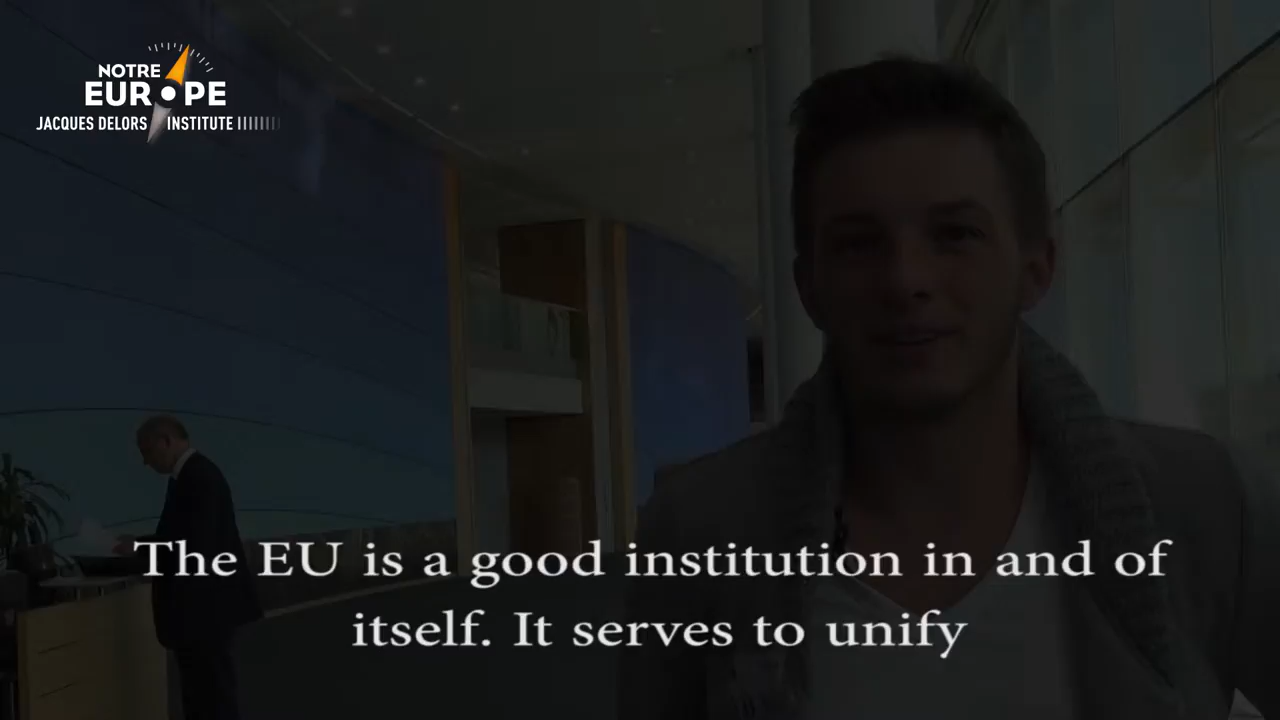 NOTRE
EUROPE
JACQUES DELORS INSTITUTE
The EU is a good institution in and of
itself. It serves to unify